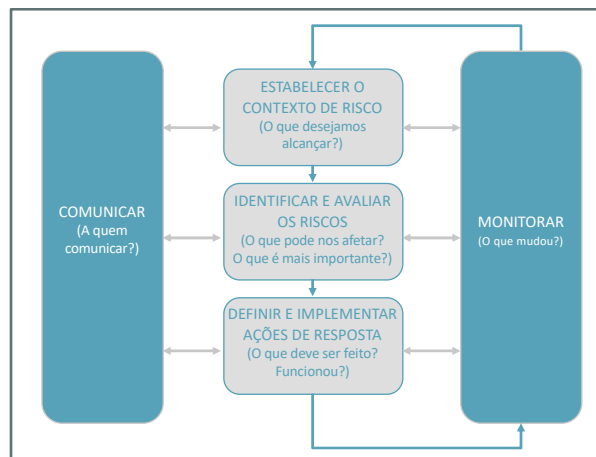 ESTABELECER O
CONTEXTO DE RISCO
(O que desejamos
alcançar?)
COMUNICAR
(A quem
comunicar?)
IDENTIFICAR E AVALIAR
OS RISCOS
(O que pode nos afetar?
O que é mais importante?)
MONITORAR
(O que mudou?)
DEFINIR E IMPLEMENTAR
AÇÕES DE RESPOSTA
(O que deve ser feito?
Funcionou?)